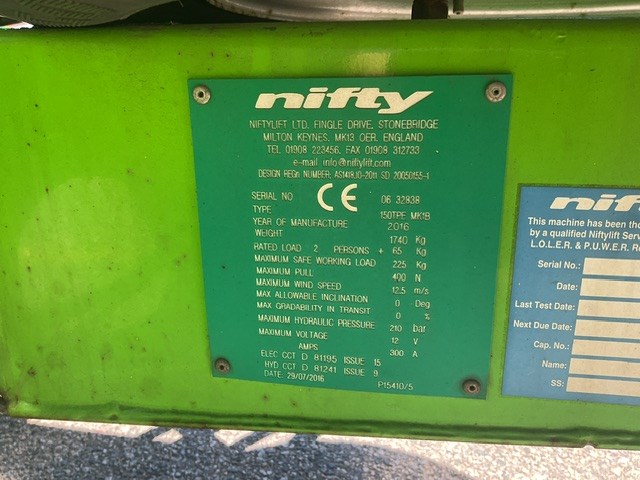 nifty
NIFTYLIFT LTD. FINGLE DRIVE, STONEBRIDGE
MILTON KEYNES, MK13 OER, ENGLAND
TEL 01908 223456, FAX 01908 312733
e-mail info@niftylift.com
DESIGN REGn NUMBER: AS1418.10-2011 SD 20050155-1
CE
SERIAL NO 06 32838
TYPE 150TPE MK1B
YEAR OF MANUFACTURE 2016
WEIGHT 1740 Kg
RATED LOAD 2 PERSONS + 65 Kg
MAXIMUM SAFE WORKING LOAD 225 Kg
MAXIMUM PULL 400 N
MAXIMUM WIND SPEED 12.5 m/s
MAX ALLOWABLE INCLINATION 0 Deg
MAX GRADABILITY IN TRANSIT 0 %
MAXIMUM HYDRAULIC PRESSURE 210 bar
MAXIMUM VOLTAGE 12 V
AMPS 300 A
ELEC CCT D 81195 ISSUE 15
HYD CCT D 81241 ISSUE 9
DATE: 29/07/2016 P15410/5
This machine has been tho
by a qualified Niftylift Serv
L.O.L.E.R & P.U.W.E.R. Re
Serial No.:
Date:
Last Test Date:
Next Due Date:
Cap. No.:
Name:
SS: